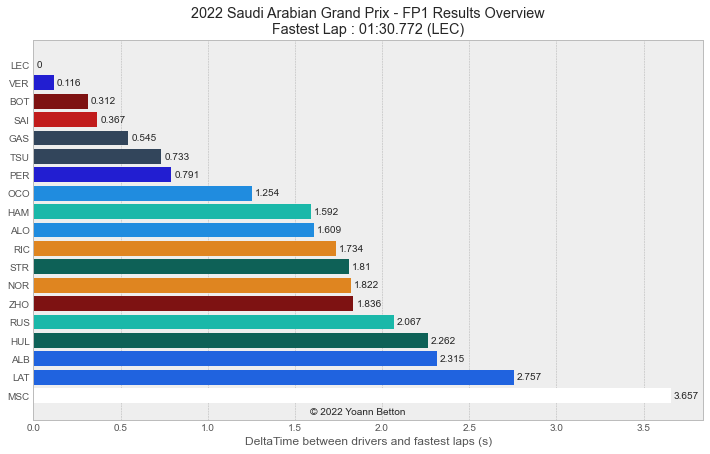 2022 Saudi Arabian Grand Prix - FP1 Results Overview
Fastest Lap : 01:30.772 (LEC)
LEC 0
VER 0.116
BOT 0.312
SAI 0.367
GAS 0.545
TSU 0.733
PER 0.791
OCO 1.254
HAM 1.592
ALO 1.609
RIC 1.734
STR 1.81
NOR 1.822
ZHO 1.836
RUS 2.067
HUL 2.262
ALB 2.315
LAT 2.757
MSC 3.657
© 2022 Yoann Betton
0.0 0.5 1.0 1.5 2.0 2.5 3.0 3.5
DeltaTime between drivers and fastest laps (s)